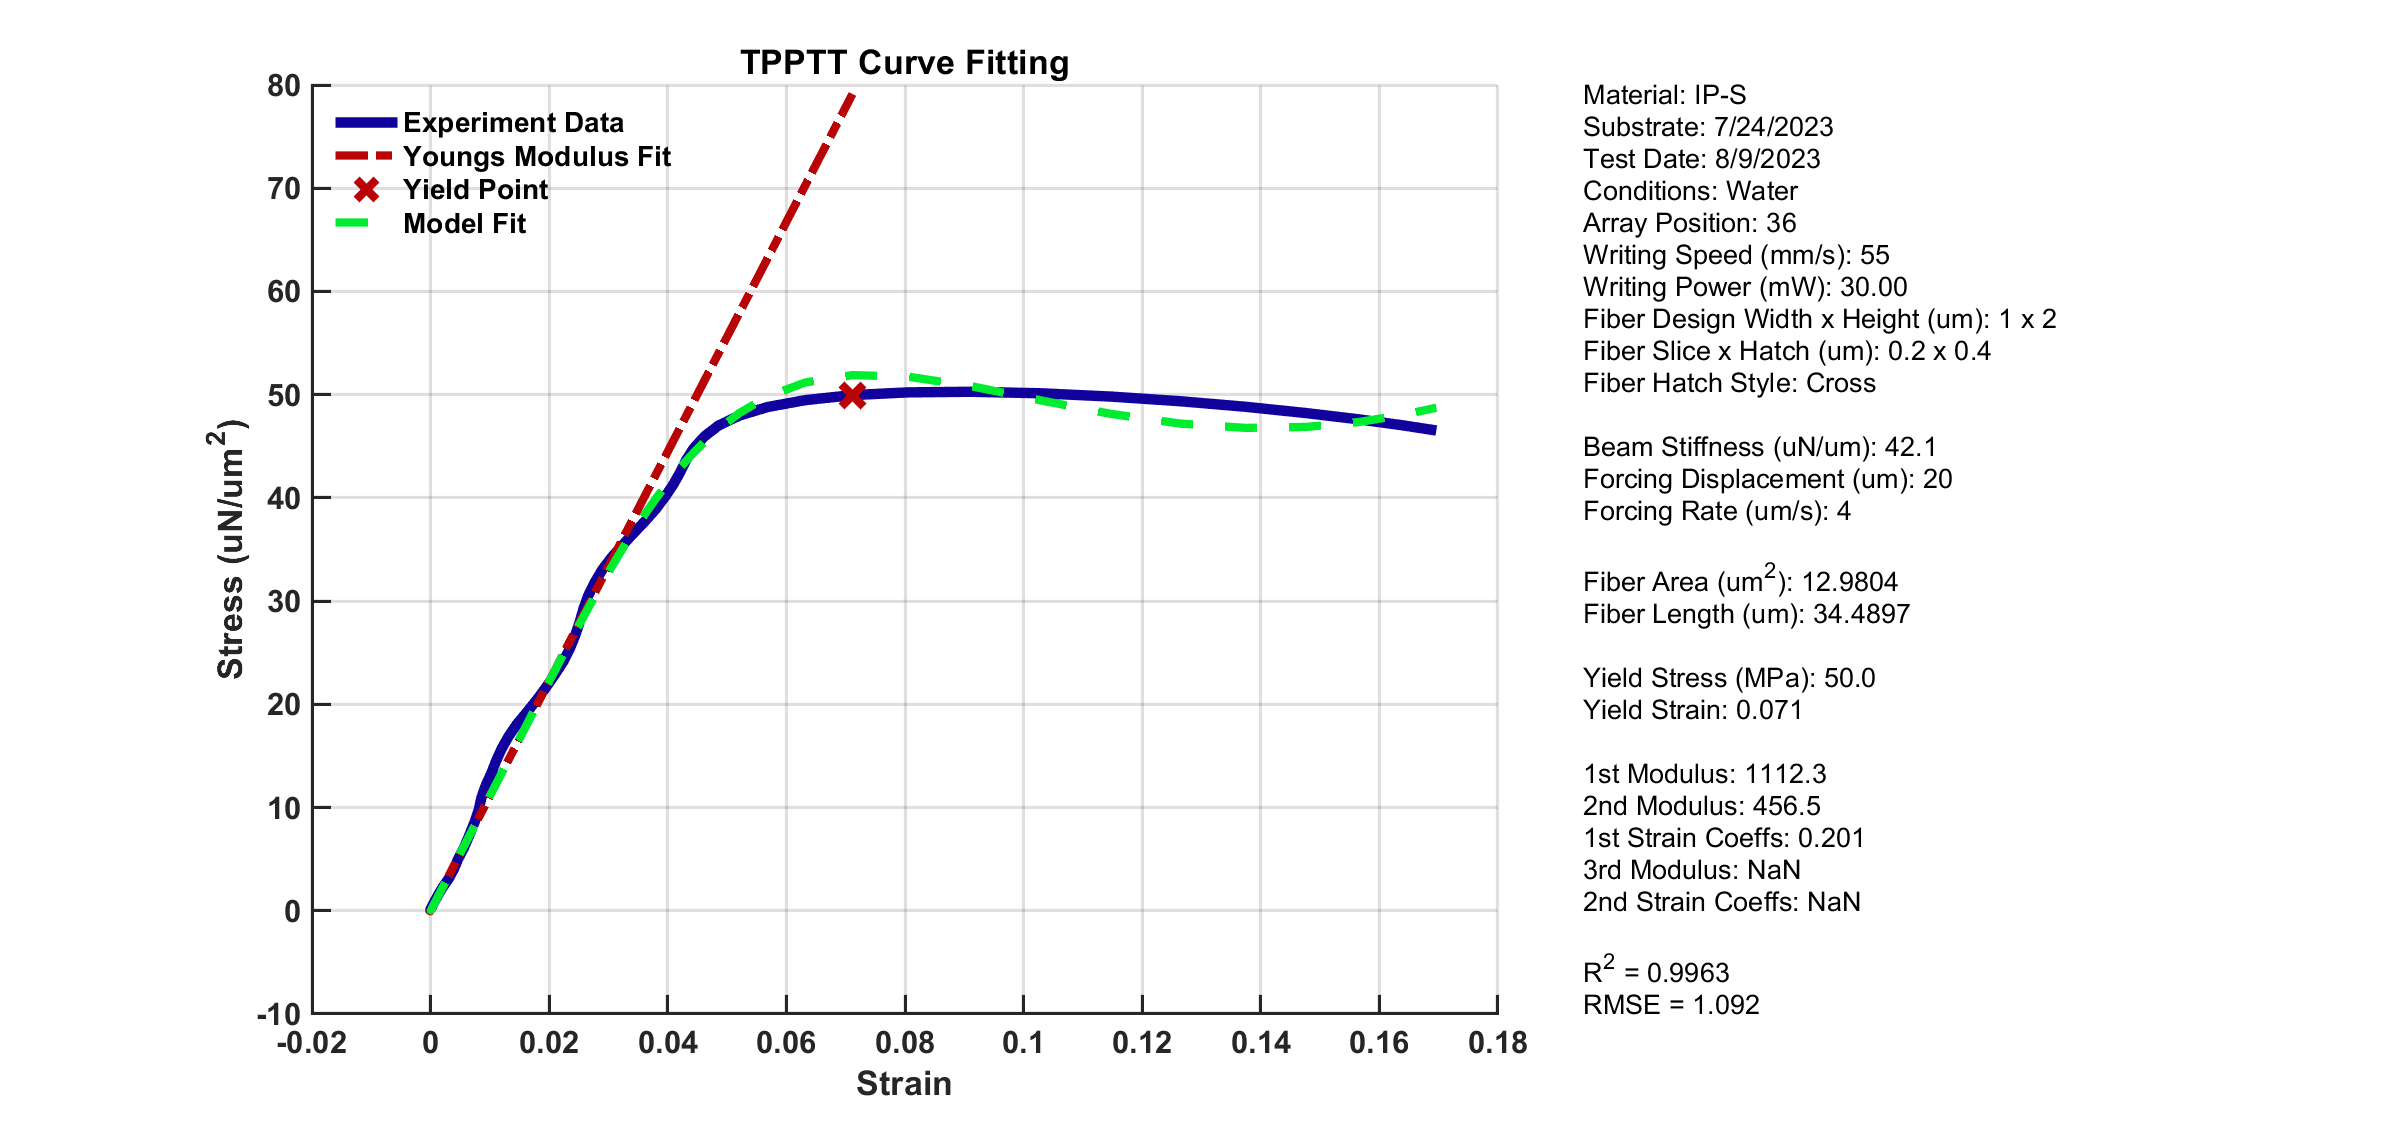 TPPTT Curve Fitting
80
70
60
50
40
30
20
10
0
-10
Stress (uN/um²)
Experiment Data
Youngs Modulus Fit
Yield Point
Model Fit
-0.02 0 0.02 0.04 0.06 0.08 0.1 0.12 0.14 0.16 0.18
Strain
Material: IP-S
Substrate: 7/24/2023
Test Date: 8/9/2023
Conditions: Water
Array Position: 36
Writing Speed (mm/s): 55
Writing Power (mW): 30.00
Fiber Design Width x Height (um): 1 x 2
Fiber Slice x Hatch (um): 0.2 x 0.4
Fiber Hatch Style: Cross
Beam Stiffness (uN/um): 42.1
Forcing Displacement (um): 20
Forcing Rate (um/s): 4
Fiber Area (um²): 12.9804
Fiber Length (um): 34.4897
Yield Stress (MPa): 50.0
Yield Strain: 0.071
1st Modulus: 1112.3
2nd Modulus: 456.5
1st Strain Coeffs: 0.201
3rd Modulus: NaN
2nd Strain Coeffs: NaN
R² = 0.9963
RMSE = 1.092